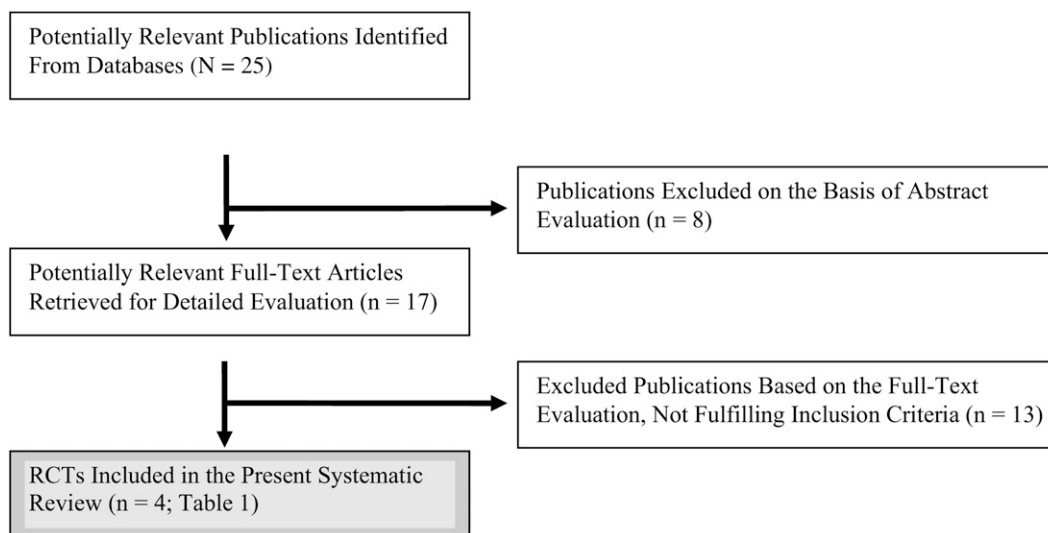 Potentially Relevant Publications Identified
From Databases (N = 25)
Publications Excluded on the Basis of Abstract
Evaluation (n = 8)
Potentially Relevant Full-Text Articles
Retrieved for Detailed Evaluation (n = 17)
Excluded Publications Based on the Full-Text
Evaluation, Not Fulfilling Inclusion Criteria (n = 13)
RCTs Included in the Present Systematic
Review (n = 4; Table 1)